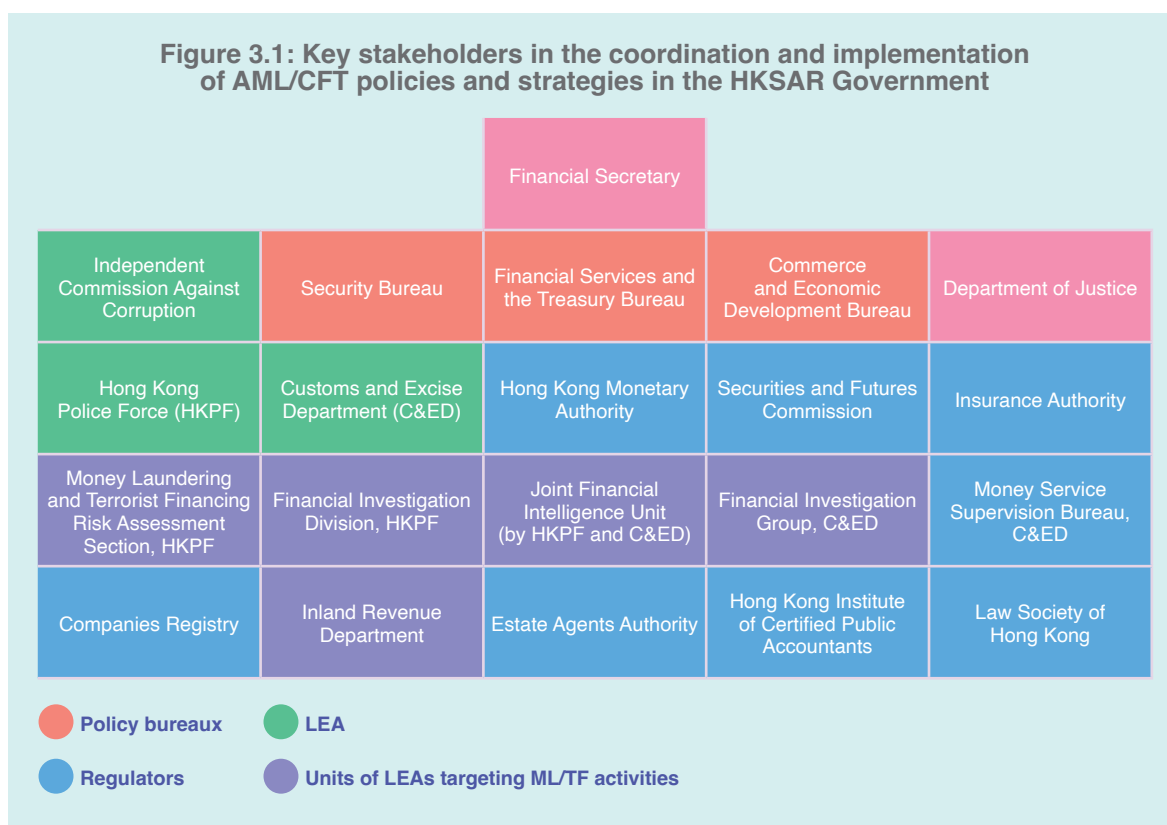 Figure 3.1: Key stakeholders in the coordination and implementation
of AML/CFT policies and strategies in the HKSAR Government
Financial Secretary
Independent
Commission Against
Corruption
Security Bureau
Financial Services and
the Treasury Bureau
Commerce
and Economic
Development Bureau
Department of Justice
Hong Kong
Police Force (HKPF)
Customs and Excise
Department (C&ED)
Hong Kong Monetary
Authority
Securities and Futures
Commission
Insurance Authority
Money Laundering
and Terrorist Financing
Risk Assessment
Section, HKPF
Financial Investigation
Division, HKPF
Joint Financial
Intelligence Unit
(by HKPF and C&ED)
Financial Investigation
Group, C&ED
Money Service
Supervision Bureau,
C&ED
Companies Registry
Inland Revenue
Department
Estate Agents Authority
Hong Kong Institute
of Certified Public
Accountants
Law Society of
Hong Kong
Policy bureaux
LEA
Regulators
Units of LEAs targeting ML/TF activities